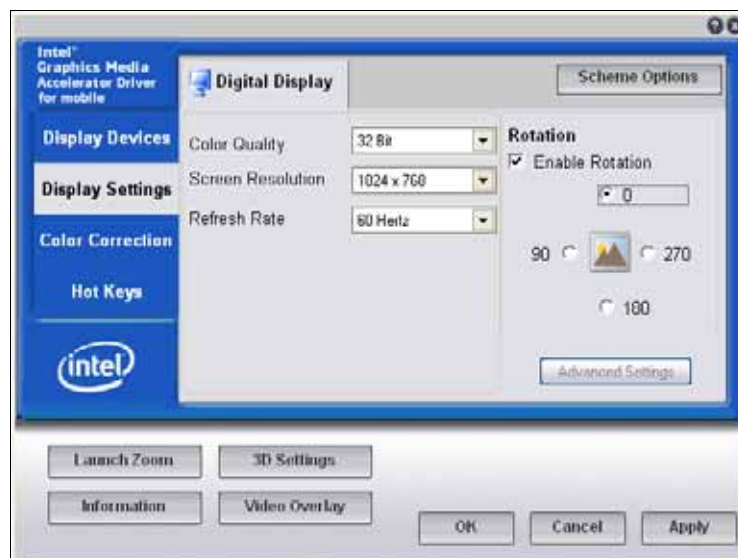 Intel®
Graphics Media
Accelerator Driver
for mobile
Digital Display
Scheme Options
Display Devices
Display Settings
Color Correction
Hot Keys
intel
Color Quality
32 Bit
Screen Resolution
1024 x 768
Refresh Rate
60 Hertz
Rotation
Enable Rotation
0
90
270
180
Advanced Settings
Launch Zoom
3D Settings
Information
Video Overlay
OK
Cancel
Apply